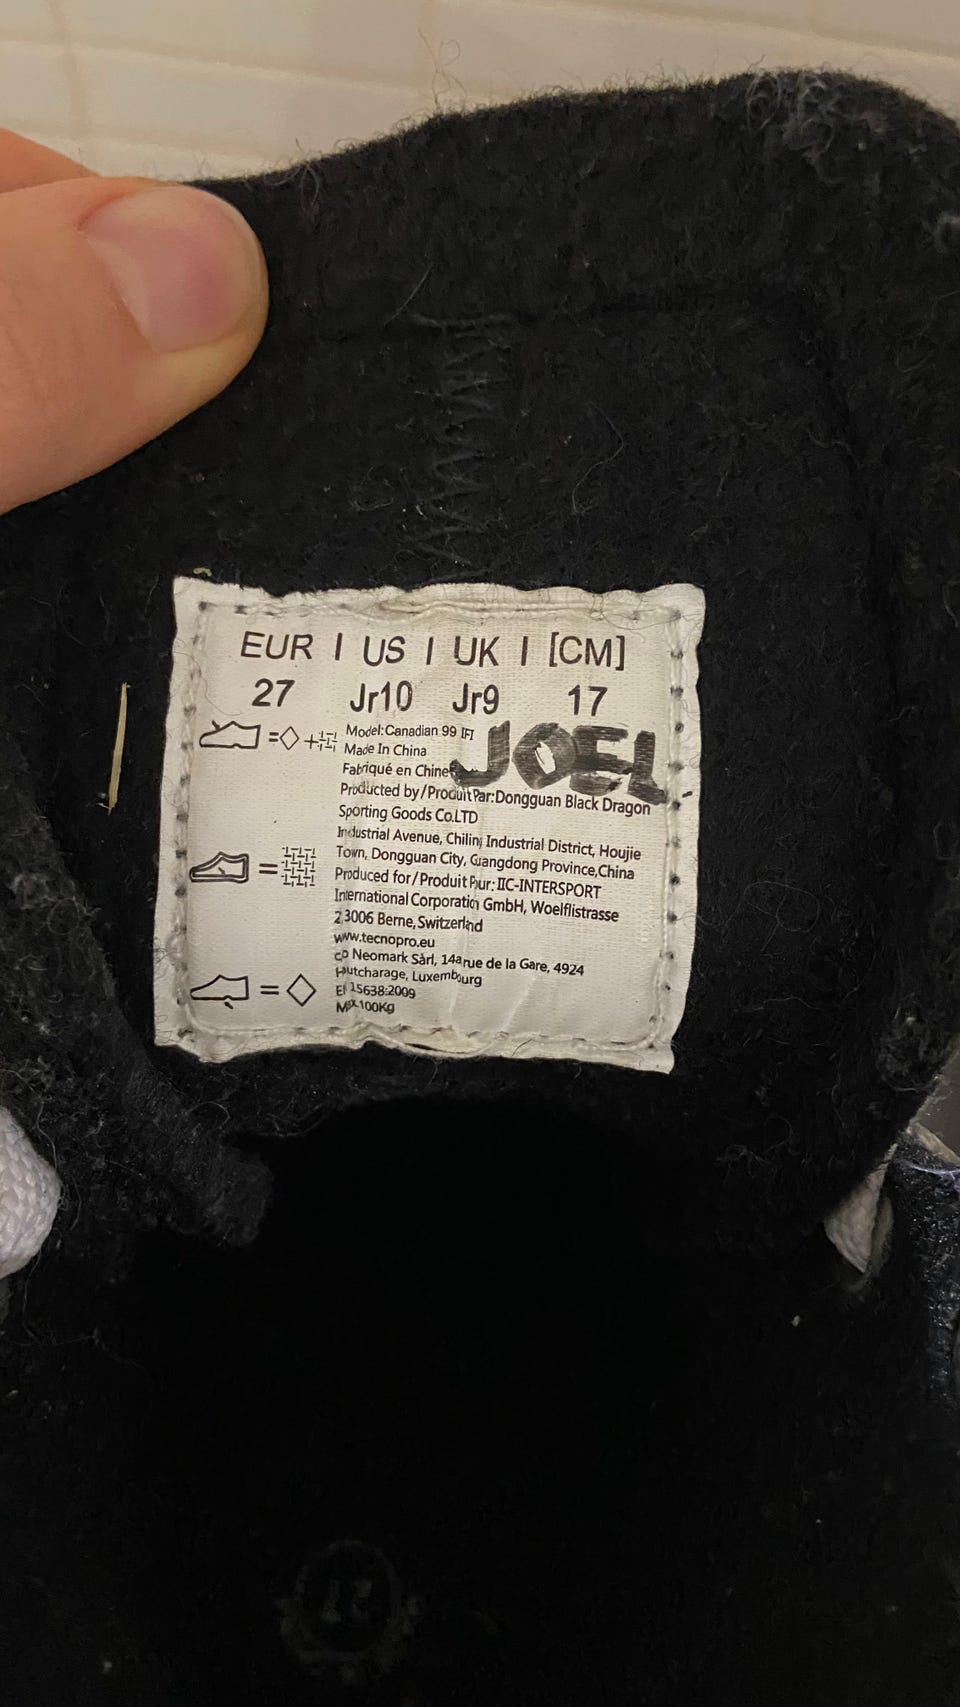 EUR | US | UK | [CM]
27 Jr10 Jr9 17
Model:Canadian 99 IFI
JOEL
Made In China
Fabriqué en Chine
Producted by/Produit Par:Dongguan Black Dragon
Sporting Goods Co.LTD
Industrial Avenue, Chiling Industrial District, Houjie
Town, Dongguan City, Guangdong Province,China
Produced for/Produit Pour: IIC-INTERSPORT
International Corporation GmbH, Woelflistrasse
2 3006 Berne,Switzerland
www.tecnopro.eu
co Neomark Sàrl, 14a rue de la Gare, 4924
Hautcharage, Luxembourg
EN 15638:2009
Max 100Kg
27